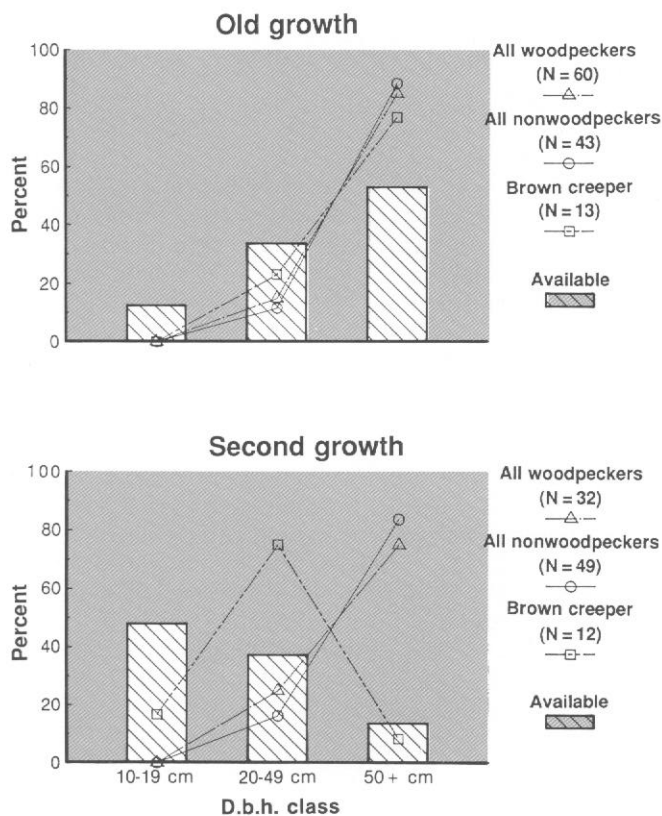 Old growth
100
80
60
40
20
0
Percent
All woodpeckers
(N = 60)
All nonwoodpeckers
(N = 43)
Brown creeper
(N = 13)
Available
Second growth
100
80
60
40
20
0
Percent
10-19 cm 20-49 cm 50 + cm
D.b.h. class
All woodpeckers
(N = 32)
All nonwoodpeckers
(N = 49)
Brown creeper
(N = 12)
Available